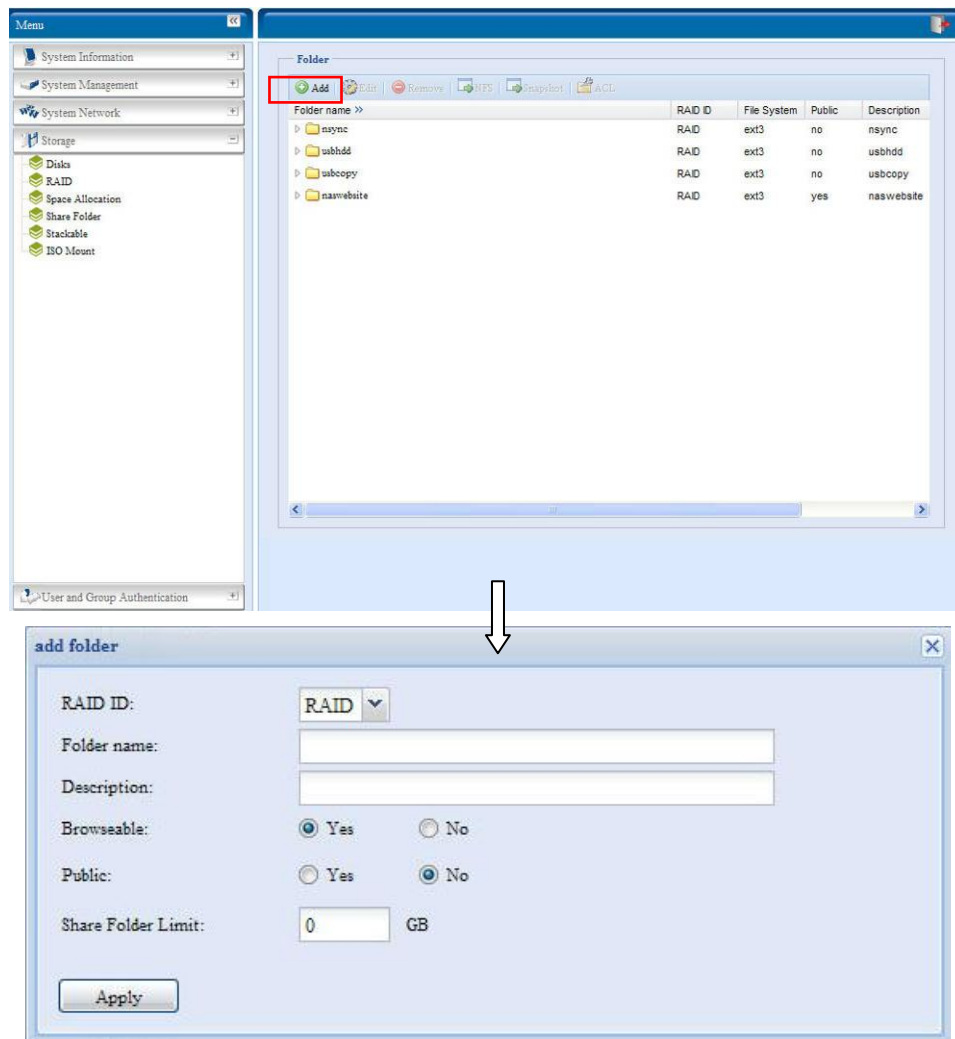 Menu
System Information
System Management
System Network
Storage
Disks
RAID
Space Allocation
Share Folder
Stackable
ISO Mount
User and Group Authentication
Folder
Add Edit Remove NFS Snapshot ACL
Folder name >> RAID ID File System Public Description
nsync RAID ext3 no nsync
usbhdd RAID ext3 no usbhdd
usbcopy RAID ext3 no usbcopy
naswebsite RAID ext3 yes naswebsite
add folder
RAID ID: RAID
Folder name:
Description:
Browseable: Yes No
Public: Yes No
Share Folder Limit: 0 GB
Apply